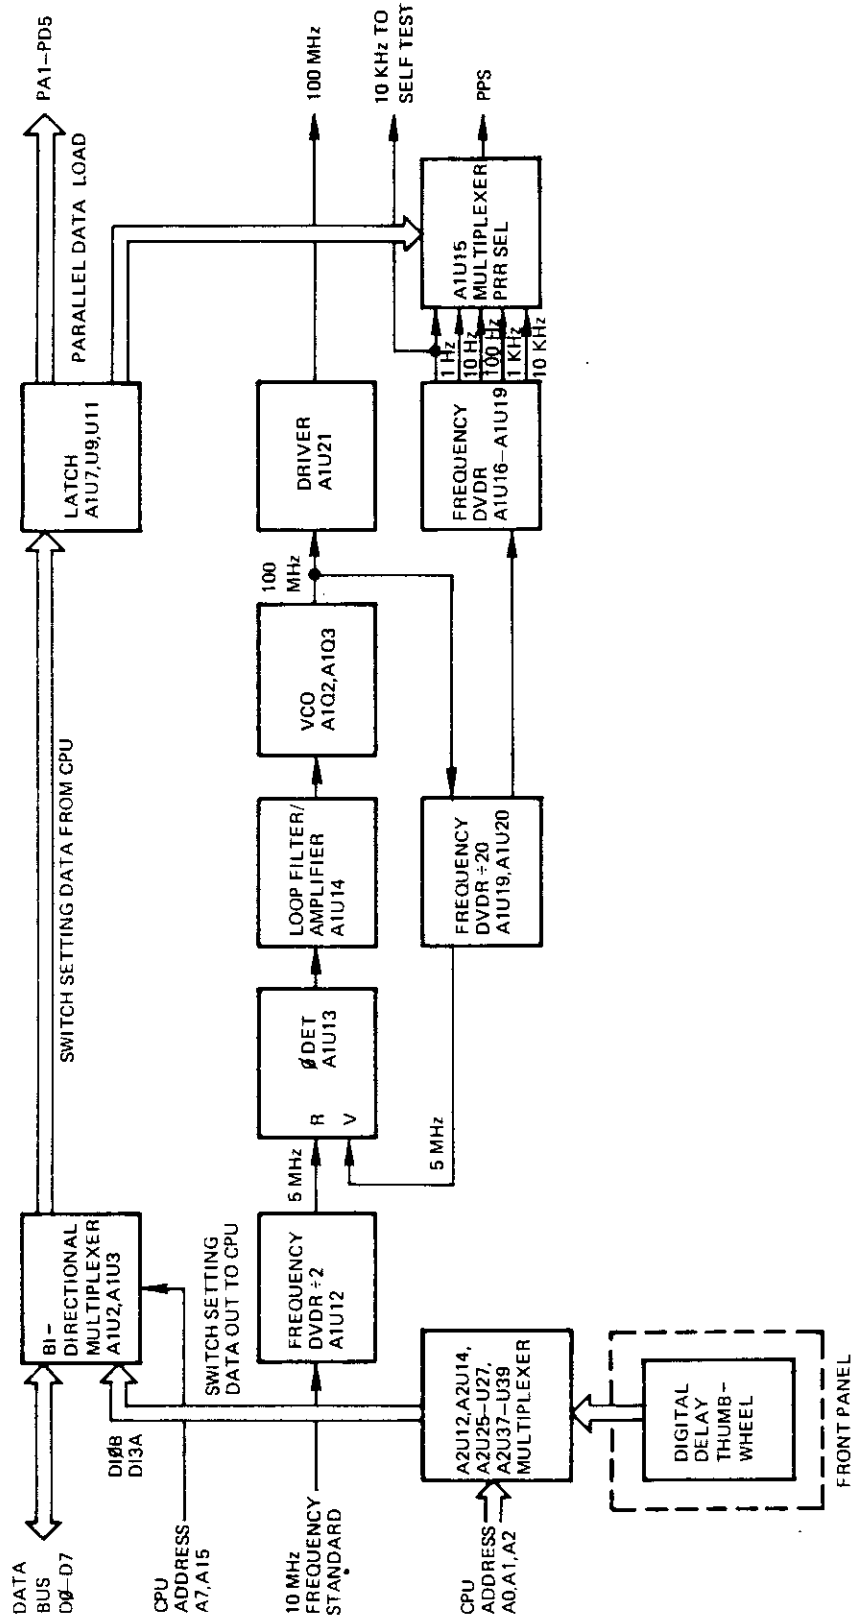 DATA
BUS
DØ–D7
BI–
DIRECTIONAL
MULTIPLEXER
A1U2,A1U3
SWITCH SETTING DATA FROM CPU
LATCH
A1U7,U9,U11
PA1–PD5
PARALLEL DATA LOAD
DIØB
DI3A
CPU
ADDRESS
A7,A15
SWITCH SETTING
DATA OUT TO CPU
10 MHz
FREQUENCY
STANDARD
FREQUENCY
DVDR ÷2
A1U12
5 MHz
R
V
Ø DET
A1U13
LOOP FILTER/
AMPLIFIER
A1U14
VCO
A1Q2,A1Q3
100
MHz
DRIVER
A1U21
100 MHz
10 KHz TO
SELF TEST
5 MHz
FREQUENCY
DVDR ÷20
A1U19,A1U20
FREQUENCY
DVDR
A1U16–A1U19
1 Hz
10 Hz
100 Hz
1 KHz
10 KHz
A1U15
MULTIPLEXER
PRR SEL
PPS
CPU
ADDRESS
A0,A1,A2
A2U12,A2U14,
A2U25–U27,
A2U37–U39
MULTIPLEXER
DIGITAL
DELAY
THUMB–
WHEEL
FRONT PANEL